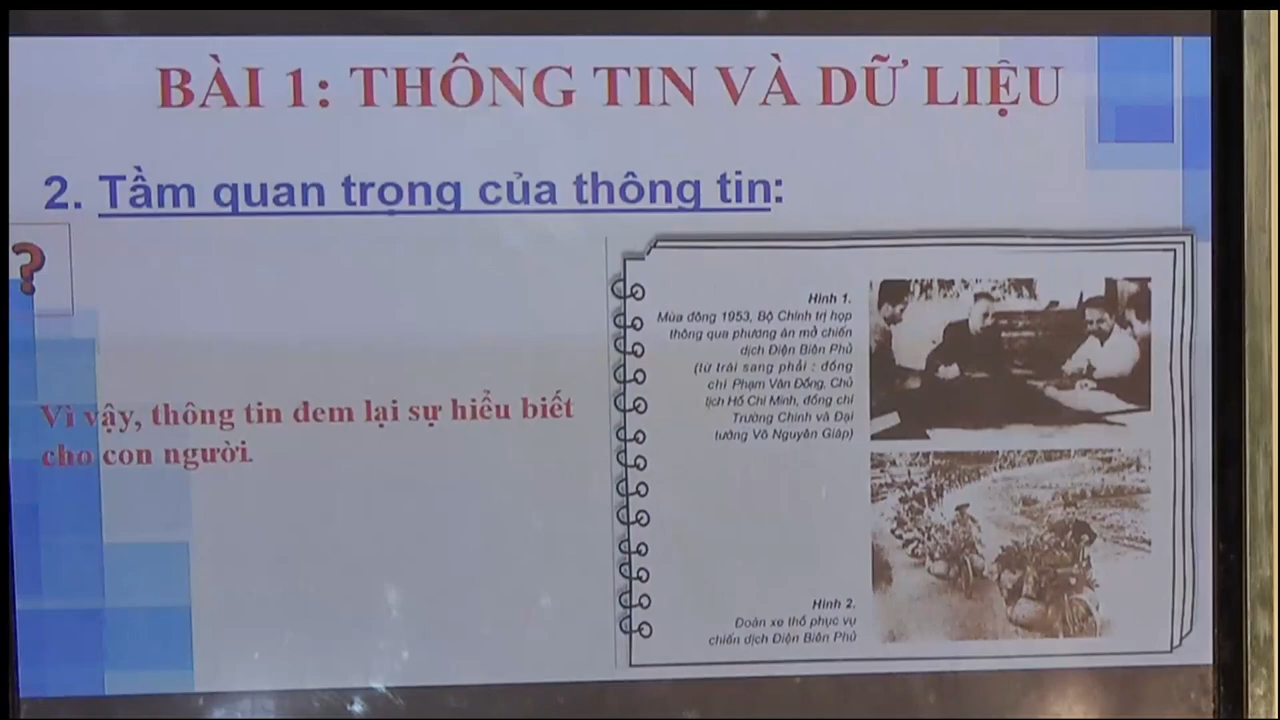 BÀI 1: THÔNG TIN VÀ DỮ LIỆU
2. Tầm quan trọng của thông tin:
?
Vì vậy, thông tin đem lại sự hiểu biết
cho con người.
Hình 1.
Mùa đông 1953, Bộ Chính trị họp
thông qua phương án mở chiến
dịch Điện Biên Phủ
(từ trái sang phải : đồng
chí Phạm Văn Đồng, Chủ
tịch Hồ Chí Minh, đồng chí
Trường Chinh và Đại
tướng Võ Nguyên Giáp)
Hình 2.
Đoàn xe thồ phục vụ
chiến dịch Điện Biên Phủ